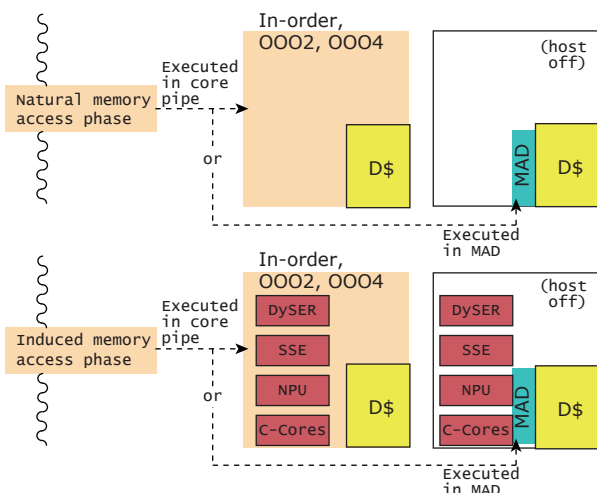 In-order,
OOO2, OOO4
(host
off)
Executed
in core
pipe
Natural memory
access phase
or
MAD
D$
D$
Executed
in MAD
In-order,
OOO2, OOO4
(host
off)
Executed
in core
pipe
DySER
DySER
Induced memory
access phase
SSE
SSE
or
NPU
NPU
MAD
D$
D$
C-Cores
C-Cores
Executed
in MAD